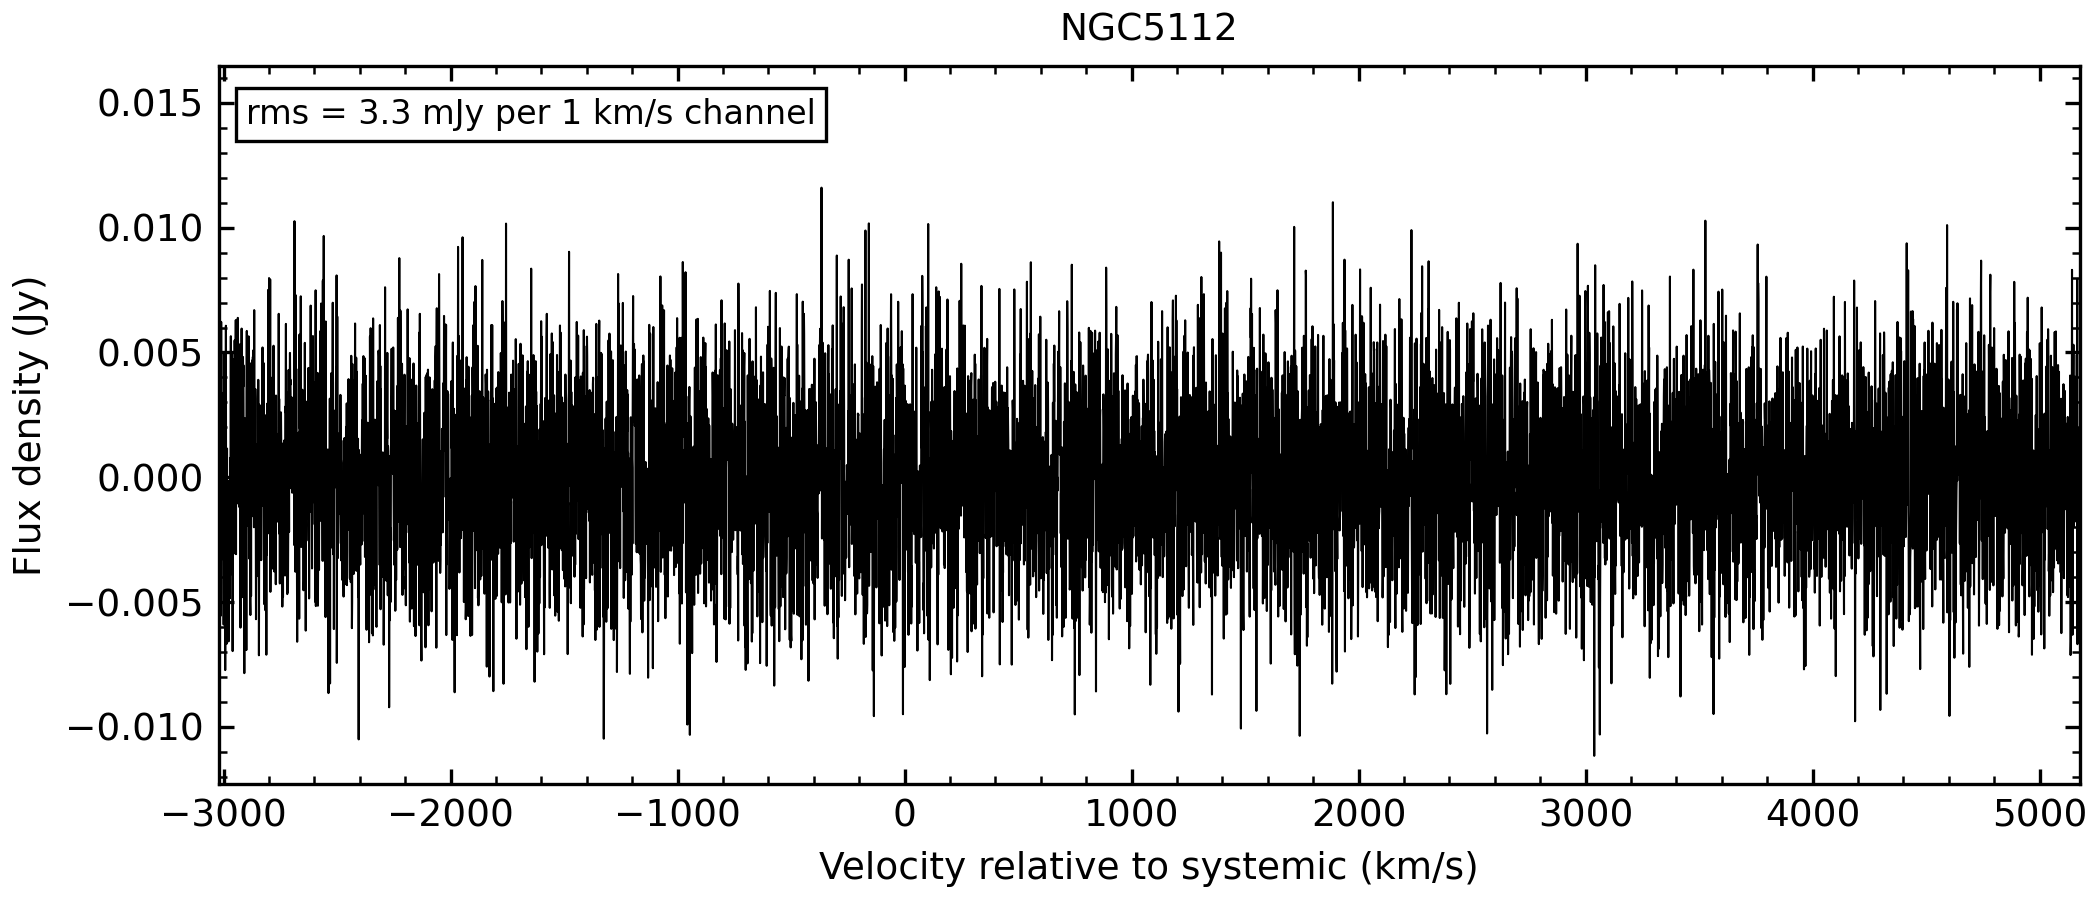 NGC5112
rms = 3.3 mJy per 1 km/s channel
Flux density (Jy)
0.015
0.010
0.005
0.000
−0.005
−0.010
−3000 −2000 −1000 0 1000 2000 3000 4000 5000
Velocity relative to systemic (km/s)